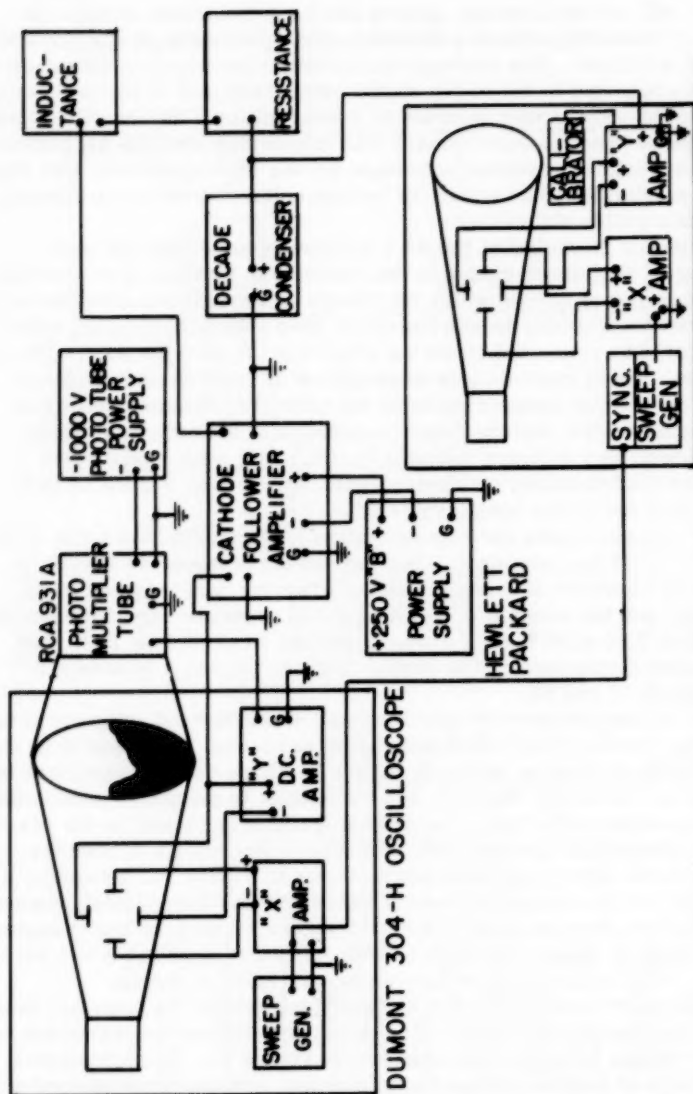 INDUC-
TANCE
RESISTANCE
DECADE
G +
CONDENSER
-1000 V
PHOTO TUBE
POWER
SUPPLY
-
G
RCA 931A
PHOTO
MULTIPLIER
TUBE
G
CATHODE
FOLLOWER
AMPLIFIER
G - +
+250 V "B" +
POWER -
SUPPLY G
HEWLETT
PACKARD
"Y"
+ G
-
D.C.
AMP.
- +
"X"
AMP.
SWEEP
GEN.
DUMONT 304-H OSCILLOSCOPE
CALI-
BRATOR
"Y"
- + + G
AMP
- +
"X"
AMP.
+
SYNC.
SWEEP
GEN